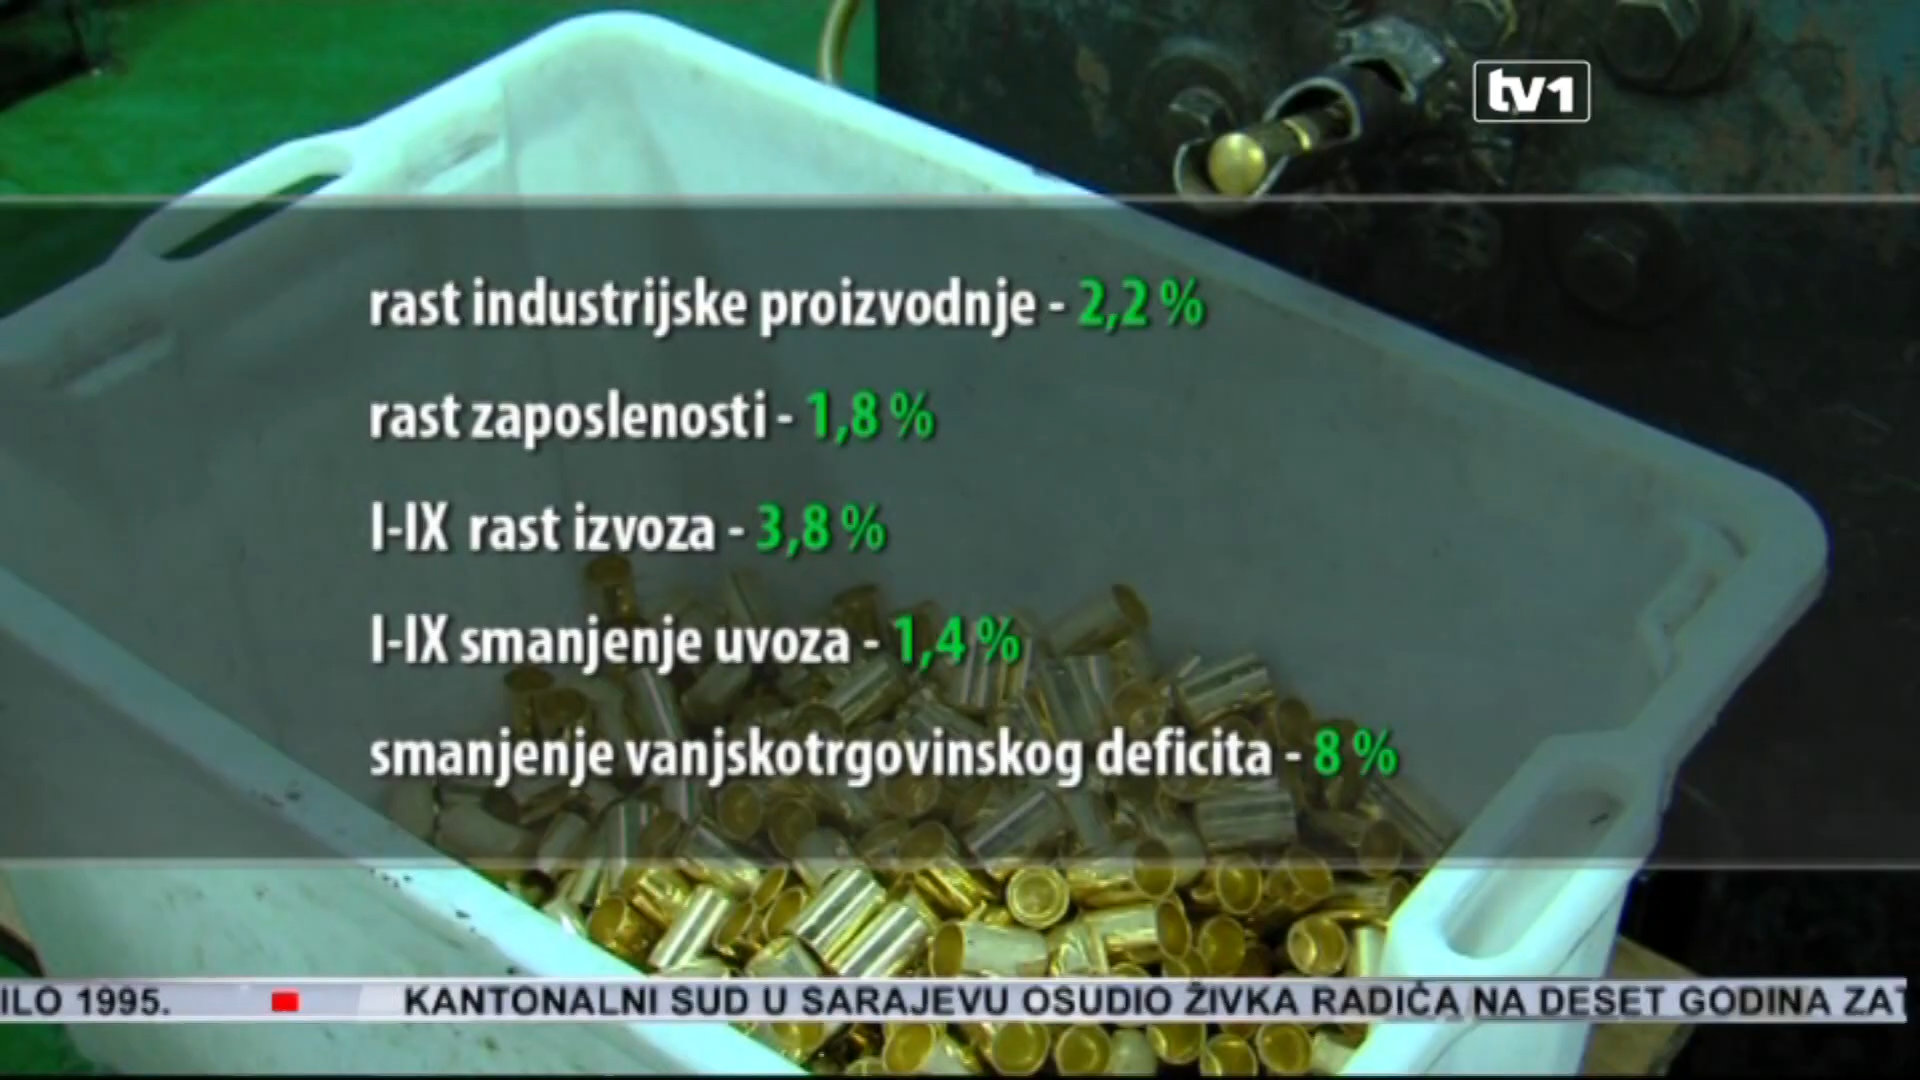 tv1
rast industrijske proizvodnje - 2,2 %
rast zaposlenosti - 1,8 %
I-IX rast izvoza - 3,8 %
I-IX smanjenje uvoza - 1,4 %
smanjenje vanjskotrgovinskog deficita - 8 %
ILO 1995. KANTONALNI SUD U SARAJEVU OSUDIO ŽIVKA RADIĆA NA DESET GODINA ZAT